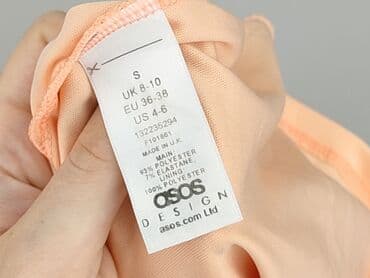 S
UK 8-10
EU 36-38
US 4-6
132235294
F101861
MADE IN U.K.
MAIN
93% POLYESTER
7% ELASTANE
LINING
100% POLYESTER
asos
DESIGN
asos.com Ltd